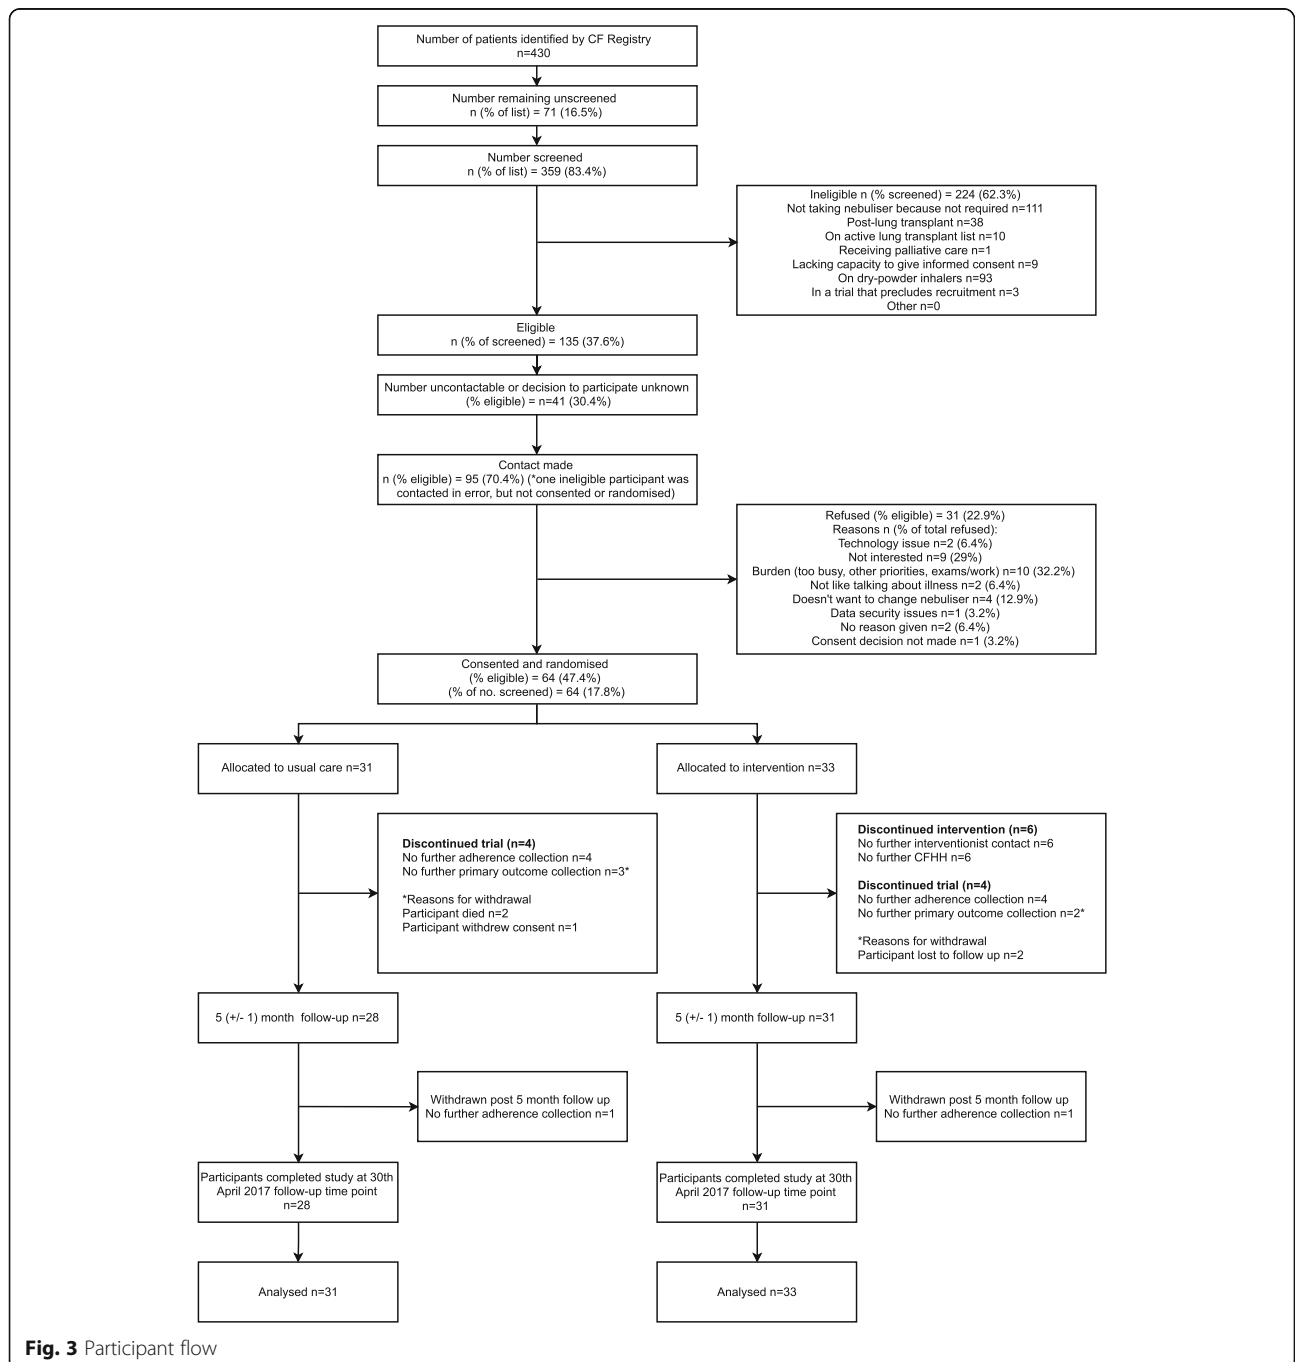 Number of patients identified by CF Registry
n=430
Number remaining unscreened
n (% of list) = 71 (16.5%)
Number screened
n (% of list) = 359 (83.4%)
Ineligible n (% screened) = 224 (62.3%)
Not taking nebuliser because not required n=111
Post-lung transplant n=38
On active lung transplant list n=10
Receiving palliative care n=1
Lacking capacity to give informed consent n=9
On dry-powder inhalers n=93
In a trial that precludes recruitment n=3
Other n=0
Eligible
n (% of screened) = 135 (37.6%)
Number uncontactable or decision to participate unknown
(% eligible) = n=41 (30.4%)
Contact made
n (% eligible) = 95 (70.4%) (*one ineligible participant was
contacted in error, but not consented or randomised)
Refused (% eligible) = 31 (22.9%)
Reasons n (% of total refused):
Technology issue n=2 (6.4%)
Not interested n=9 (29%)
Burden (too busy, other priorities, exams/work) n=10 (32.2%)
Not like talking about illness n=2 (6.4%)
Doesn't want to change nebuliser n=4 (12.9%)
Data security issues n=1 (3.2%)
No reason given n=2 (6.4%)
Consent decision not made n=1 (3.2%)
Consented and randomised
(% eligible) = 64 (47.4%)
(% of no. screened) = 64 (17.8%)
Allocated to usual care n=31
Allocated to intervention n=33
Discontinued trial (n=4)
No further adherence collection n=4
No further primary outcome collection n=3*
*Reasons for withdrawal
Participant died n=2
Participant withdrew consent n=1
Discontinued intervention (n=6)
No further interventionist contact n=6
No further CFHH n=6
Discontinued trial (n=4)
No further adherence collection n=4
No further primary outcome collection n=2*
*Reasons for withdrawal
Participant lost to follow up n=2
5 (+/- 1) month follow-up n=28
5 (+/- 1) month follow-up n=31
Withdrawn post 5 month follow up
No further adherence collection n=1
Withdrawn post 5 month follow up
No further adherence collection n=1
Participants completed study at 30th
April 2017 follow-up time point
n=28
Participants completed study at 30th
April 2017 follow-up time point
n=31
Analysed n=31
Analysed n=33
Fig. 3 Participant flow